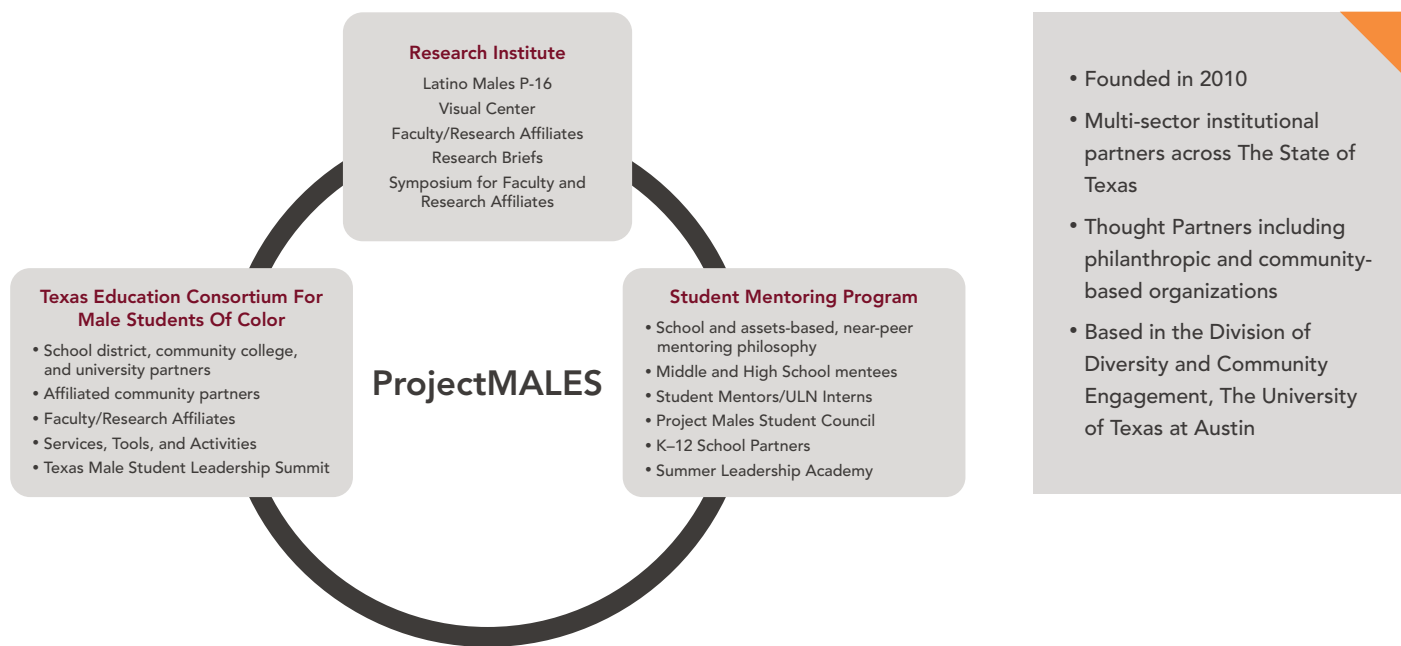 Research Institute
Latino Males P-16
Visual Center
Faculty/Research Affiliates
Research Briefs
Symposium for Faculty and
Research Affiliates
Texas Education Consortium For
Male Students Of Color
• School district, community college,
and university partners
• Affiliated community partners
• Faculty/Research Affiliates
• Services, Tools, and Activities
• Texas Male Student Leadership Summit
ProjectMALES
Student Mentoring Program
• School and assets-based, near-peer
mentoring philosophy
• Middle and High School mentees
• Student Mentors/ULN Interns
• Project Males Student Council
• K–12 School Partners
• Summer Leadership Academy
• Founded in 2010
• Multi-sector institutional
partners across The State of
Texas
• Thought Partners including
philanthropic and community-
based organizations
• Based in the Division of
Diversity and Community
Engagement, The University
of Texas at Austin